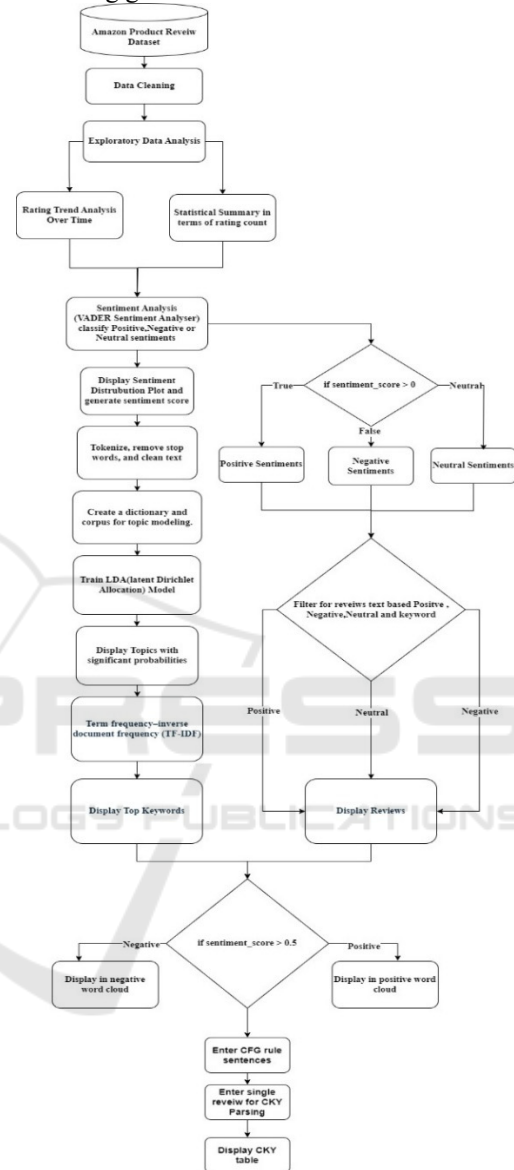 Amazon Product Reveiw
Dataset
Data Cleaning
Exploratory Data Analysis
Rating Trend Analysis
Over Time
Statistical Summary in
terms of rating count
Sentiment Analysis
(VADER Sentiment Analyser)
classify Positive,Negative or
Neutral sentiments
Display Sentiment
Distrubution Plot and
generate sentiment score
if sentiment_score > 0
True
Neutral
False
Tokenize, remove stop
words, and clean text
Positive Sentiments
Negative
Sentiments
Neutral Sentiments
Create a dictionary and
corpus for topic modeling.
Train LDA(latent Dirichlet
Allocation) Model
Filter for reveiws text based Positve ,
Negative,Neutral and keyword
Display Topics with
significant probabilities
Positive
Neutral
Negative
Term frequency–inverse
document frequency (TF-IDF)
Display Top Keywords
Display Reviews
PRESS
LOGY PUBLICATIONS
if sentiment_score > 0.5
Negative
Positive
Display in negative
word cloud
Display in positive word
cloud
Enter CFG rule
sentences
Enter single
reveiw for CKY
Parsing
Display CKY
table